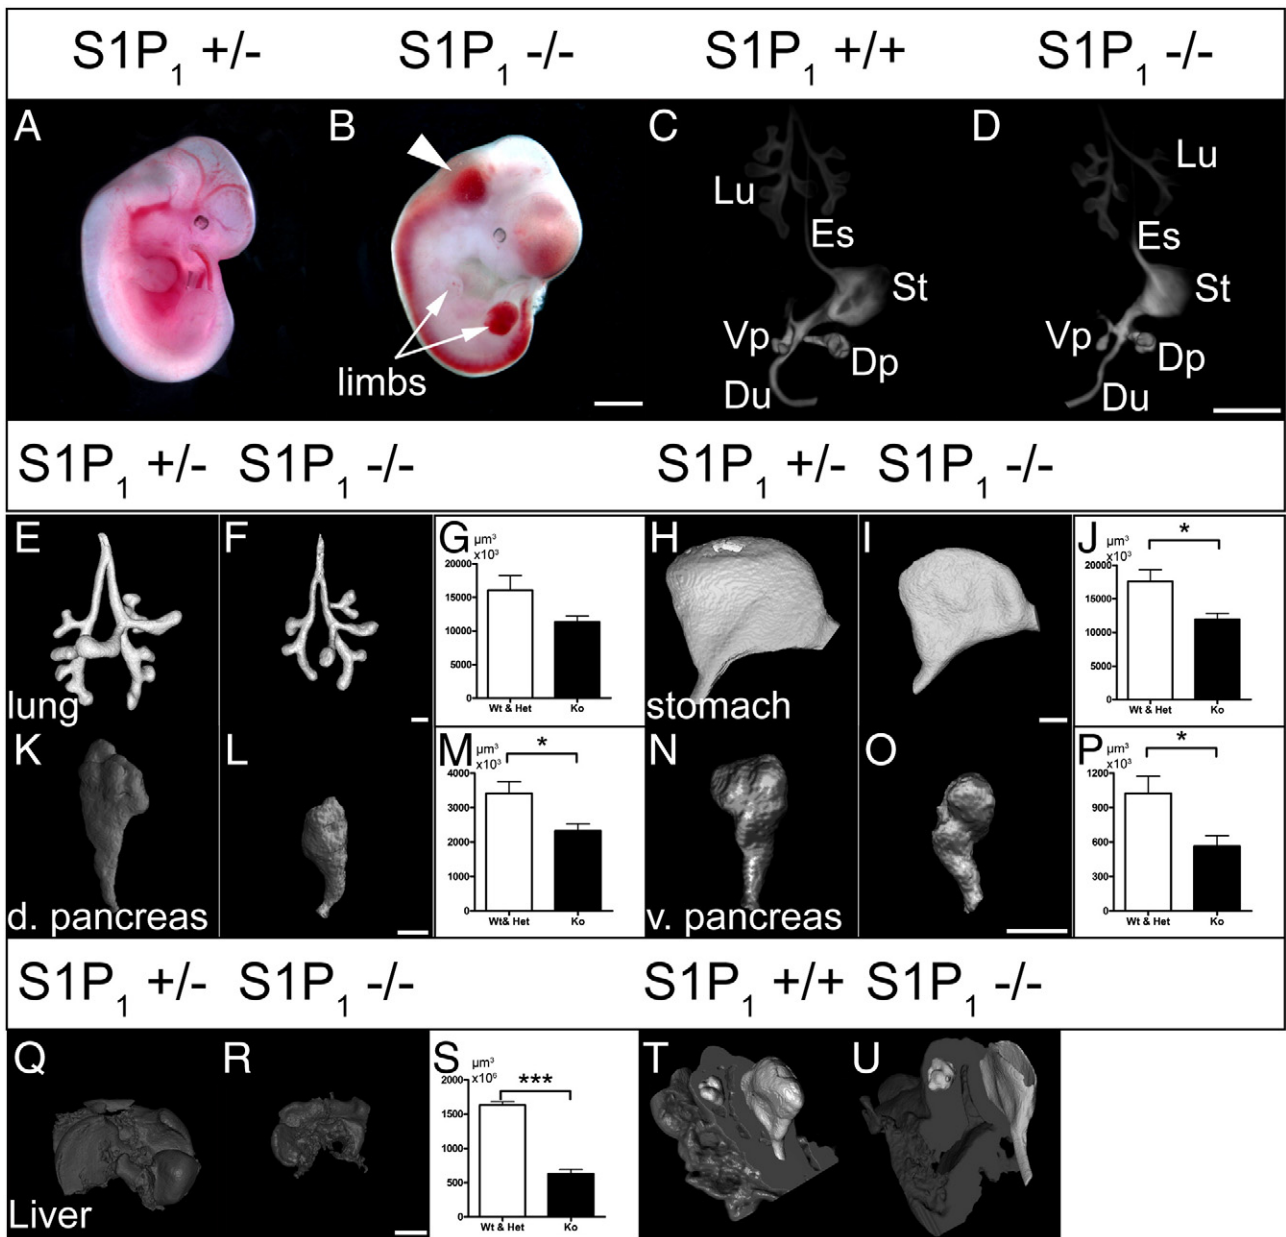 S1P1 +/- S1P1 -/- S1P1 +/+ S1P1 -/-
A B C D
Lu Lu
Es Es
St St
Vp Dp Vp Dp
limbs Du Du
S1P1 +/- S1P1 -/- S1P1 +/- S1P1 -/-
E F G H I J
µm³
x10³
20000
15000
10000
5000
0
Wt & Het Ko
lung
stomach
*
µm³
x10³
20000
15000
10000
5000
0
Wt & Het Ko
K L M N O P
µm³
x10³
*
4000
3000
2000
1000
0
Wt& Het Ko
d. pancreas
v. pancreas
µm³
x10³
*
1200
900
600
300
0
Wt & Het Ko
S1P1 +/- S1P1 -/- S1P1 +/+ S1P1 -/-
Q R S T U
µm³
x10⁶
***
2000
1500
1000
500
0
Wt & Het Ko
Liver